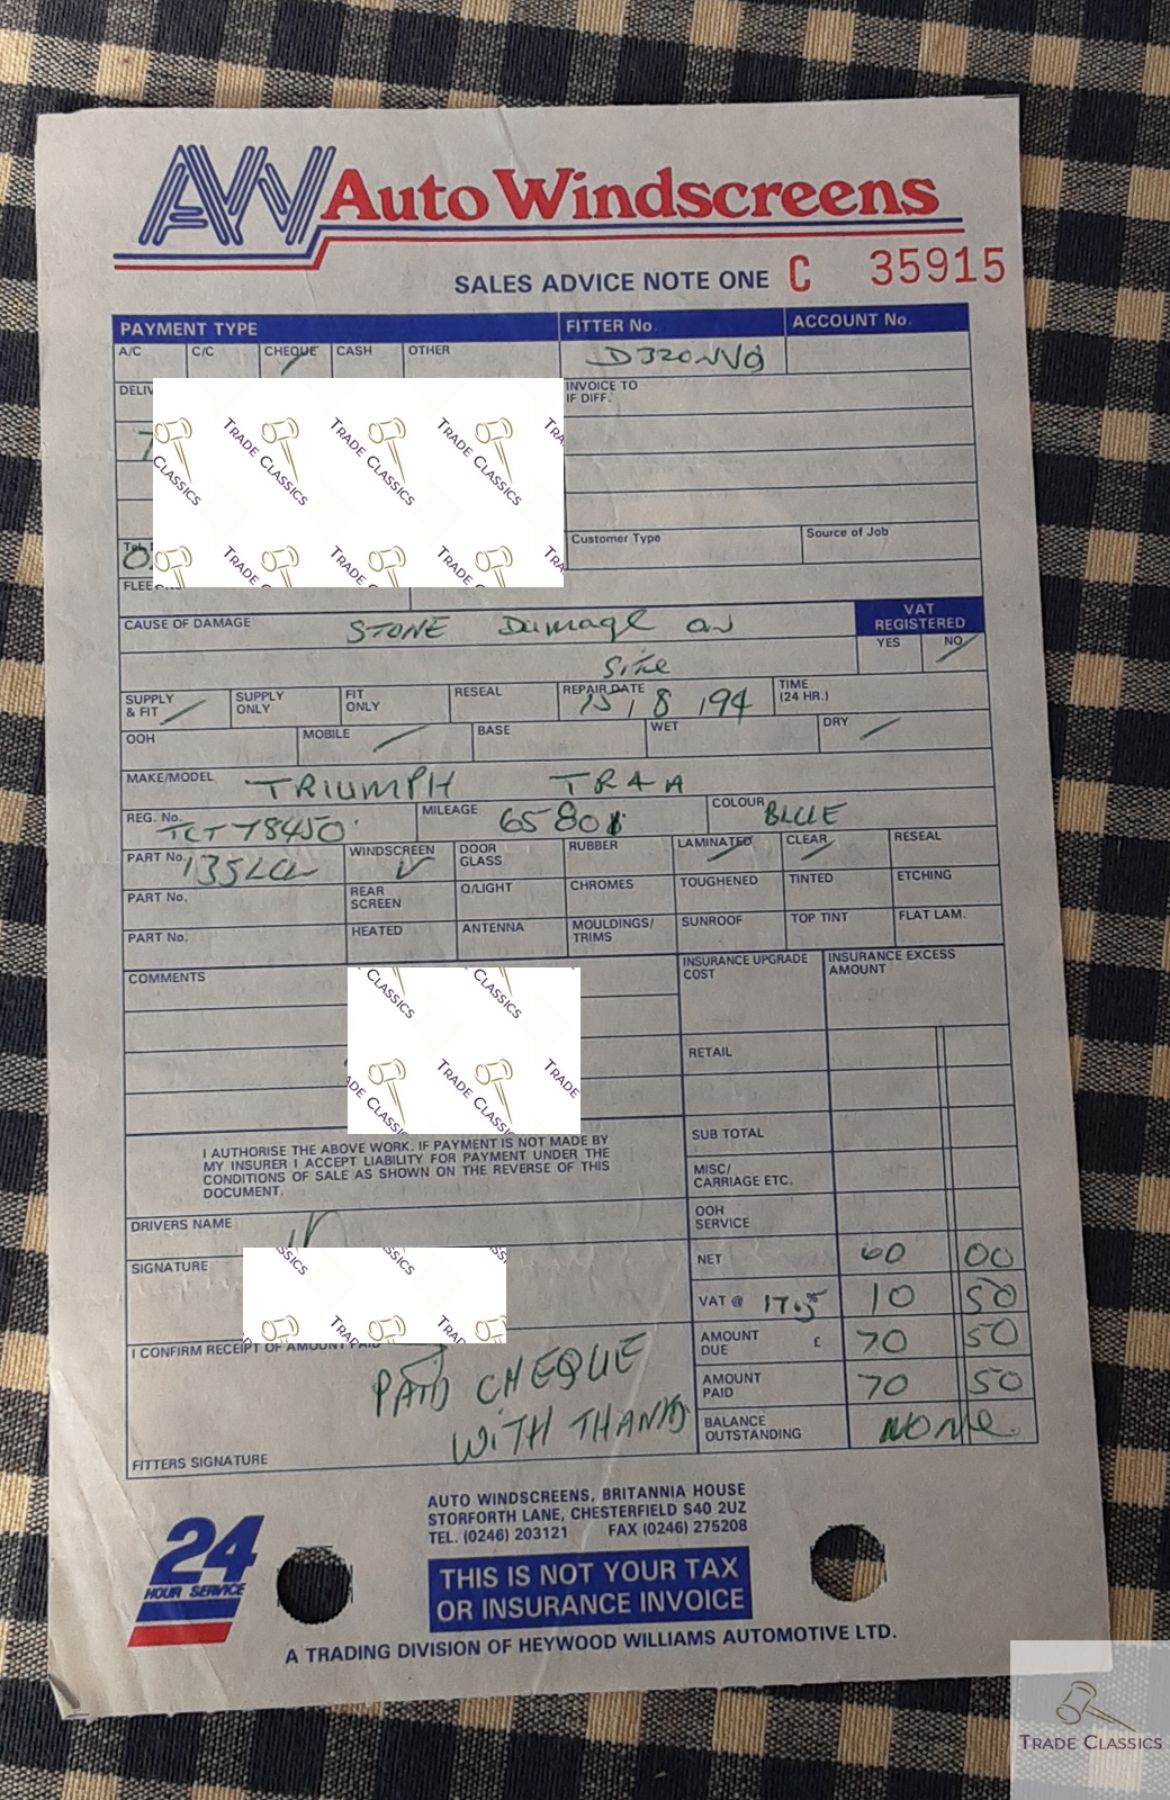 AW Auto Windscreens
SALES ADVICE NOTE ONE C 35915
PAYMENT TYPE FITTER No. ACCOUNT No.
A/C C/C CHEQUE CASH OTHER
DELIV INVOICE TO
IF DIFF.
Customer Type Source of Job
CAUSE OF DAMAGE STONE Damage on
Site
VAT
REGISTERED
YES NO
SUPPLY
& FIT
SUPPLY
ONLY
FIT
ONLY
RESEAL
REPAIR DATE 15 8 94
TIME
(24 HR.)
OOH MOBILE BASE WET DRY
MAKE/MODEL TRIUMPH TR4A
REG. No. MILEAGE COLOUR BLUE
PART No. WINDSCREEN
DOOR
GLASS
RUBBER LAMINATED CLEAR RESEAL
PART No.
REAR
SCREEN
Q/LIGHT CHROMES TOUGHENED TINTED ETCHING
PART No. HEATED ANTENNA
MOULDINGS/
TRIMS
SUNROOF TOP TINT FLAT LAM.
COMMENTS
INSURANCE UPGRADE
COST
INSURANCE EXCESS
AMOUNT
RETAIL
SUB TOTAL
MISC/
CARRIAGE ETC.
OOH
SERVICE
I AUTHORISE THE ABOVE WORK. IF PAYMENT IS NOT MADE BY
MY INSURER I ACCEPT LIABILITY FOR PAYMENT UNDER THE
CONDITIONS OF SALE AS SHOWN ON THE REVERSE OF THIS
DOCUMENT.
DRIVERS NAME
SIGNATURE
NET 60 00
VAT @ 17.5% 10 50
AMOUNT
DUE £ 70 50
AMOUNT
PAID 70 50
BALANCE
OUTSTANDING NONE
I CONFIRM RECEIPT OF AMOUNT PAID
PAID CHEQUE
WITH THANKS
FITTERS SIGNATURE
24
HOUR SERVICE
AUTO WINDSCREENS, BRITANNIA HOUSE
STORFORTH LANE, CHESTERFIELD S40 2UZ
TEL. (0246) 203121 FAX (0246) 275208
THIS IS NOT YOUR TAX
OR INSURANCE INVOICE
A TRADING DIVISION OF HEYWOOD WILLIAMS AUTOMOTIVE LTD.
TRADE CLASSICS